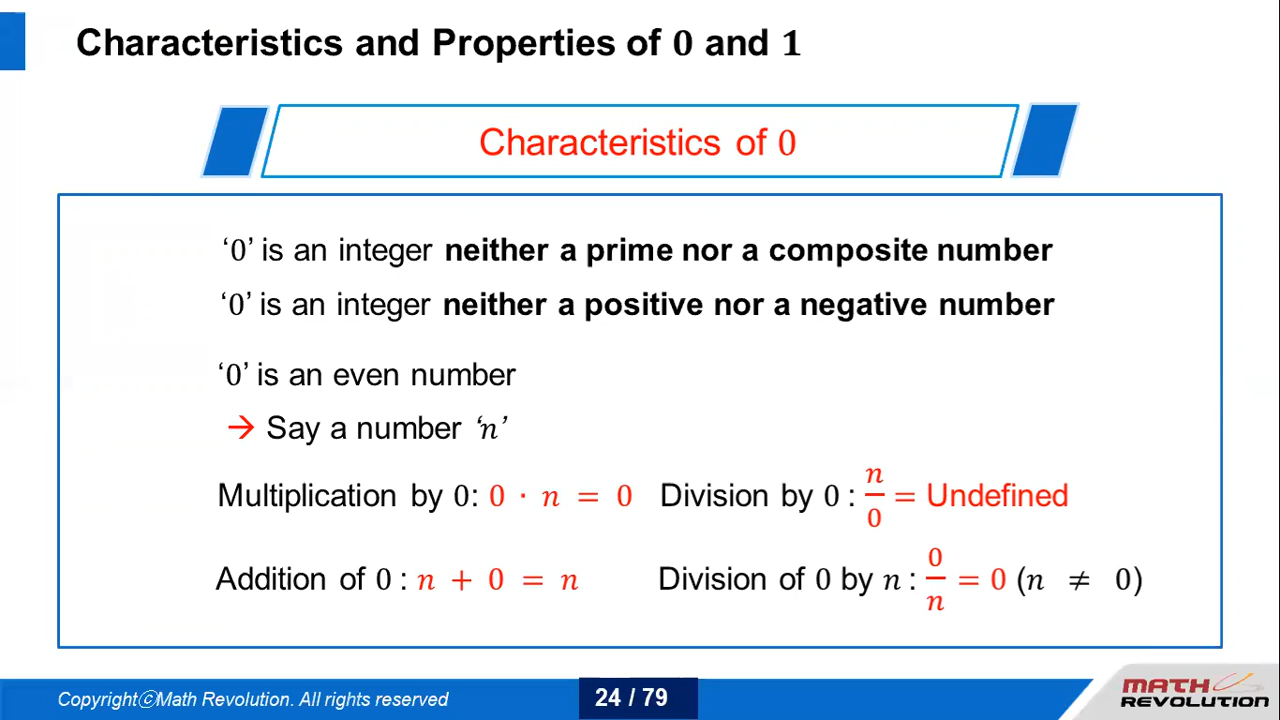 Characteristics and Properties of 0 and 1
Characteristics of 0
‘0’ is an integer neither a prime nor a composite number
‘0’ is an integer neither a positive nor a negative number
‘0’ is an even number
→ Say a number ‘n’
Multiplication by 0: 0 · n = 0 Division by 0 : n/0 = Undefined
Addition of 0 : n + 0 = n Division of 0 by n : 0/n = 0 (n ≠ 0)
CopyrightⓒMath Revolution. All rights reserved
24 / 79
MATH
REVOLUTION